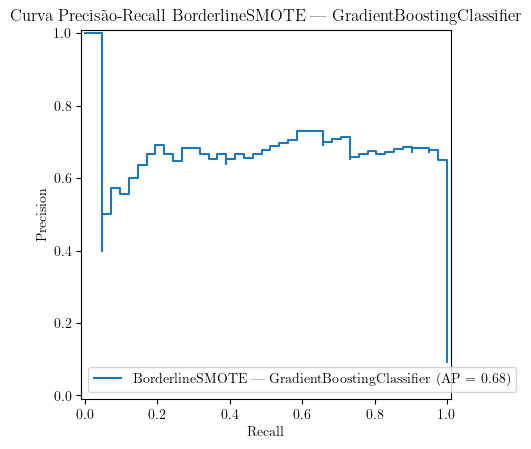 Curva Precisão-Recall BorderlineSMOTE — GradientBoostingClassifier
1.0
0.8
0.6
0.4
0.2
0.0
Precision
BorderlineSMOTE — GradientBoostingClassifier (AP = 0.68)
0.0 0.2 0.4 0.6 0.8 1.0
Recall